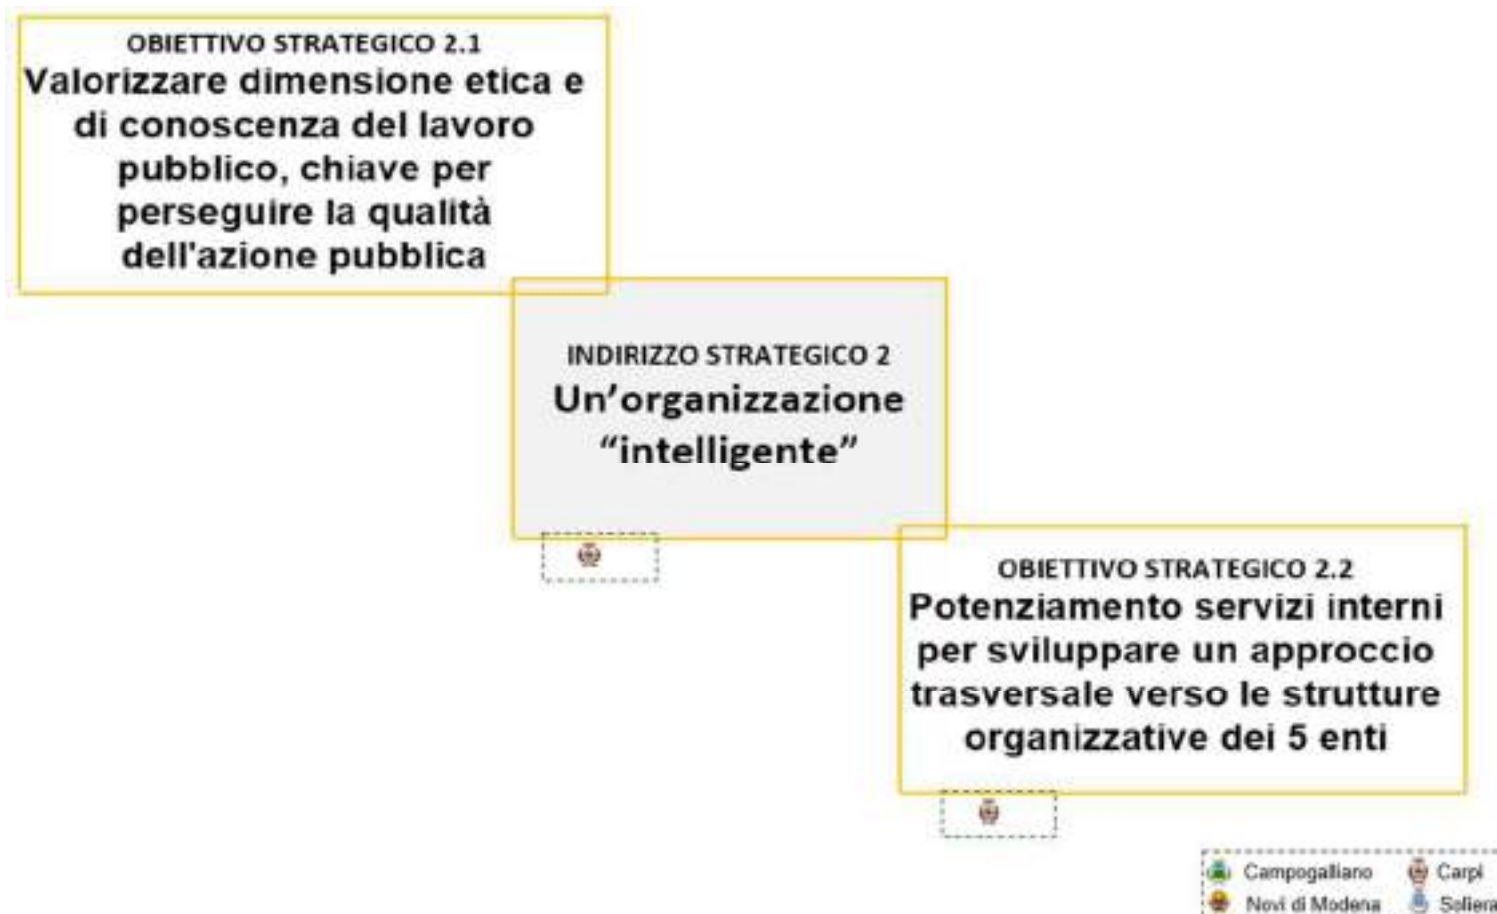 OBIETTIVO STRATEGICO 2.1
Valorizzare dimensione etica e
di conoscenza del lavoro
pubblico, chiave per
perseguire la qualità
dell'azione pubblica
INDIRIZZO STRATEGICO 2
Un’organizzazione
“intelligente”
OBIETTIVO STRATEGICO 2.2
Potenziamento servizi interni
per sviluppare un approccio
trasversale verso le strutture
organizzative dei 5 enti
Campogalliano Carpi
Novi di Modena Soliera